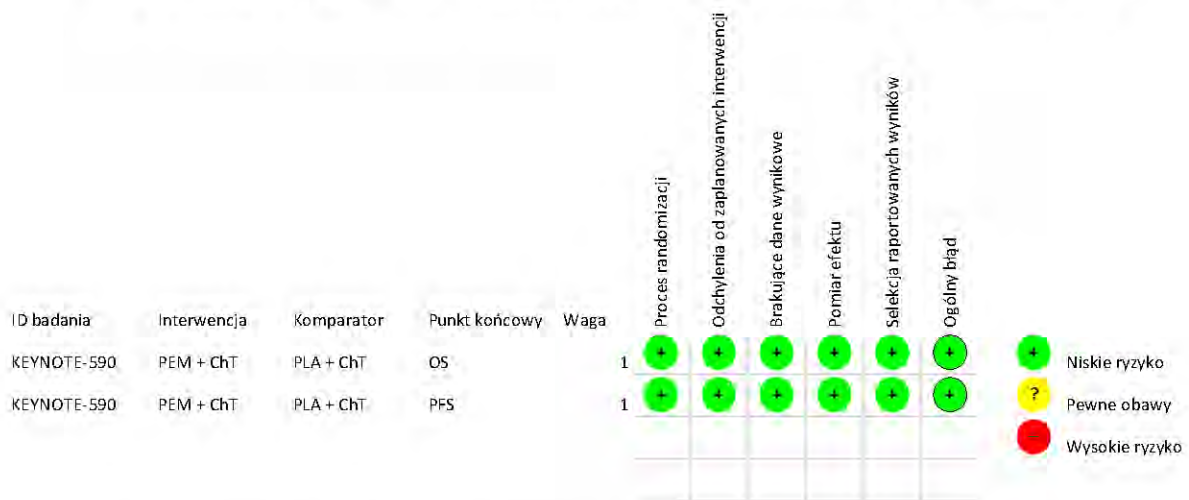 Proces randomizacji
Odchylenia od zaplanowanych interwencji
Brakujące dane wynikowe
Pomiar efektu
Selekcja raportowanych wyników
Ogólny błąd
ID badania Interwencja Komparator Punkt końcowy Waga
KEYNOTE-590 PEM + ChT PLA + ChT OS 1 + + + + + +
KEYNOTE-590 PEM + ChT PLA + ChT PFS 1 + + + + + +
+ Niskie ryzyko
? Pewne obawy
- Wysokie ryzyko